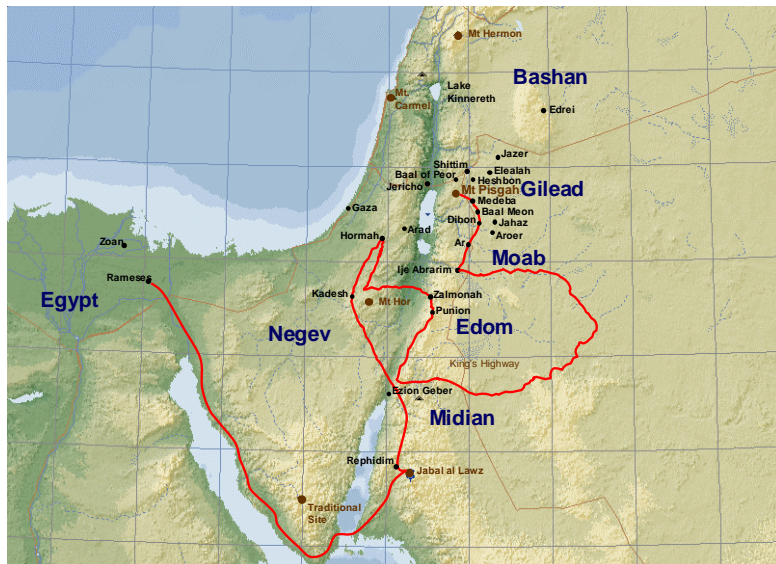 Mt Hermon
Bashan
Lake
Kinnereth
Mt.
Carmel
Edrei
Jazer
Shittim
Elealah
Baal of Peor
Heshbon
Jericho
Mt Pisgah
Gilead
Medeba
Gaza
Baal Meon
Dibon
Jahaz
Arad
Aroer
Hormah
Zoan
Ar
Moab
Ije Abrarim
Rameses
Egypt
Kadesh
Mt Hor
Zalmonah
Punion
Negev
Edom
King's Highway
Ezion Geber
Midian
Rephidim
Jabal al Lawz
Traditional
Site